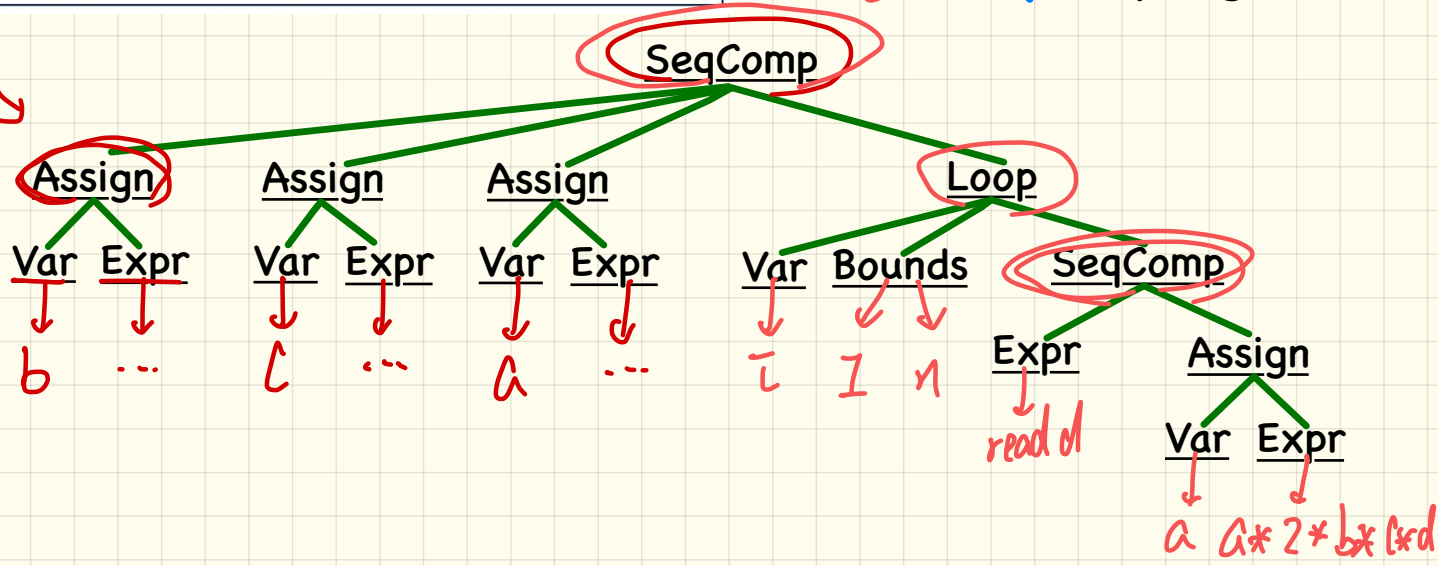 SeqComp
Assign Assign Assign Loop
Var Expr Var Expr Var Expr Var Bounds SeqComp
b ... c ... a ... i 1 n Expr Assign
read d Var Expr
a a*2*b*c*d